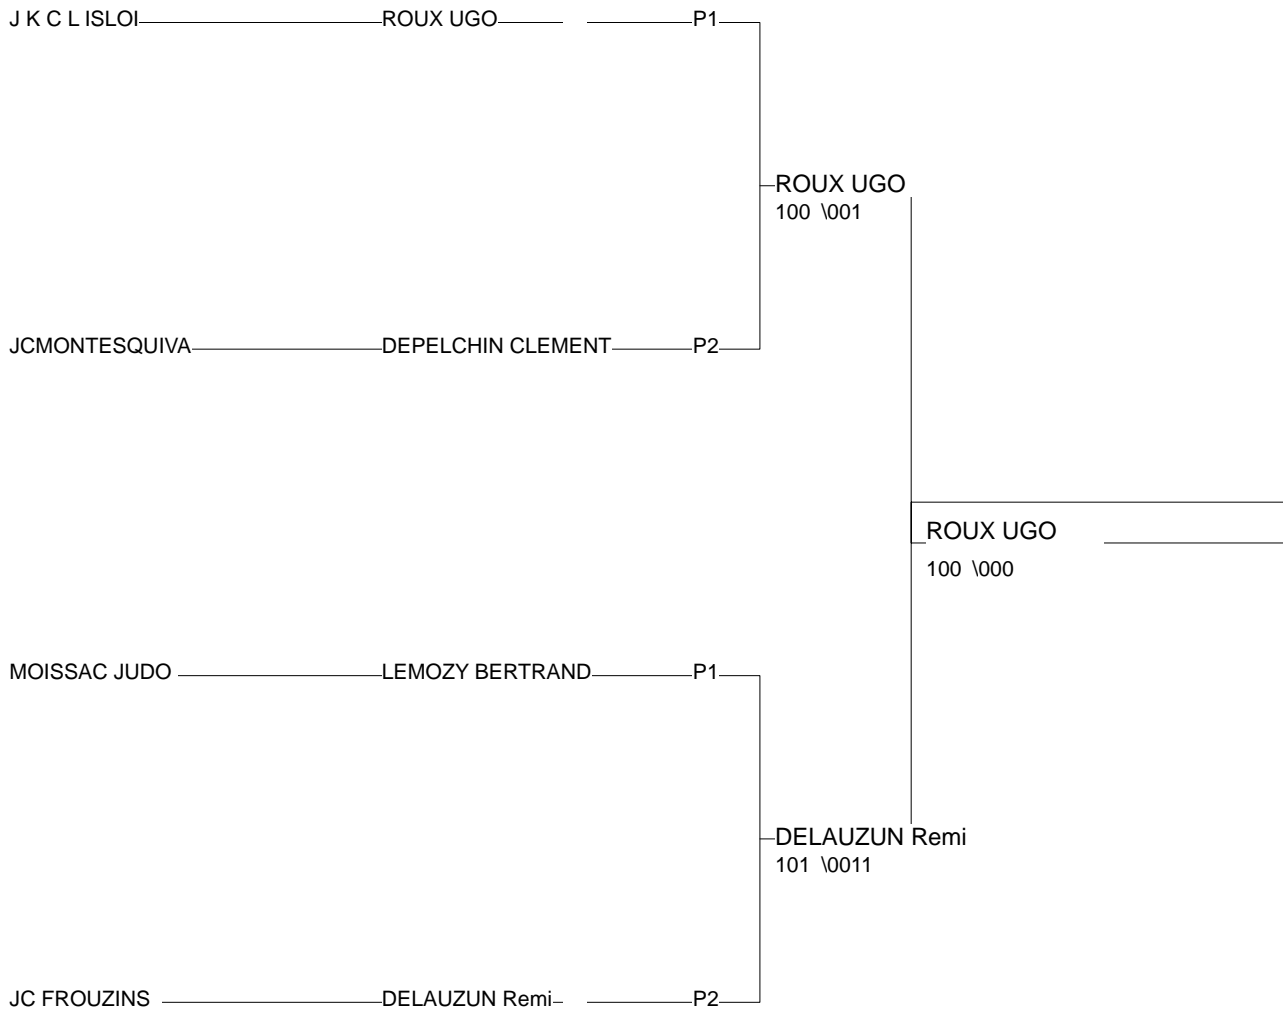 J K C L ISLOI ROUX UGO P1
ROUX UGO
100 \001
JCMONTESQUIVA DEPELCHIN CLEMENT P2
ROUX UGO
100 \000
MOISSAC JUDO LEMOZY BERTRAND P1
DELAUZUN Remi
101 \0011
JC FROUZINS DELAUZUN Remi P2